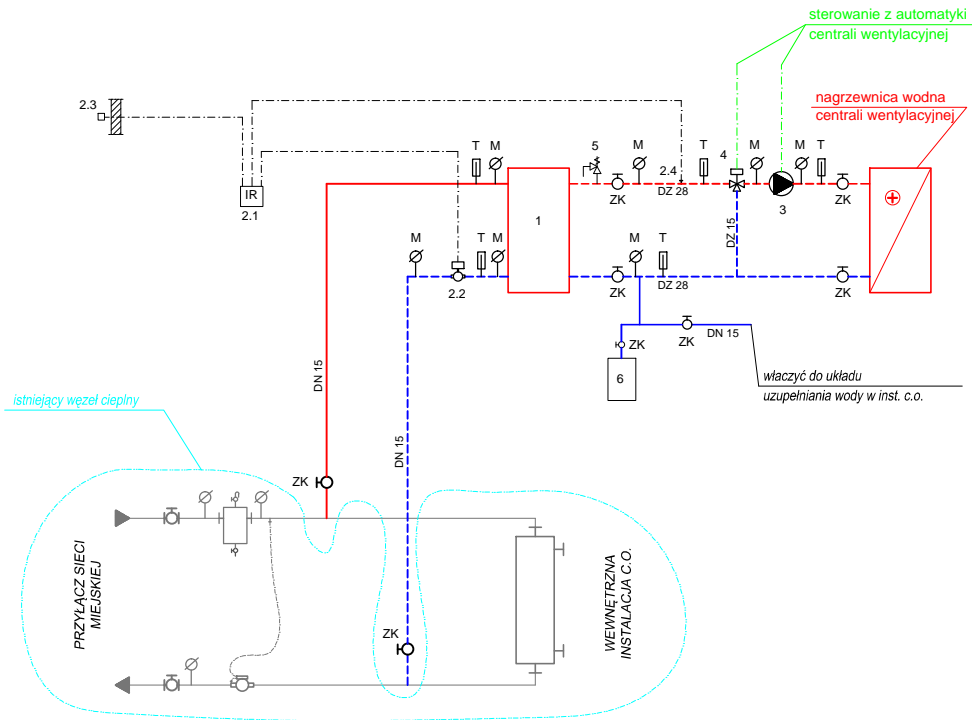 sterowanie z automatyki
centrali wentylacyjnej
nagrzewnica wodna
centrali wentylacyjnej
2.3
IR
2.1
T M
5
M
2.4
T
4
M
M T
ZK
DZ 28
3
ZK
1
DZ 15
M
T M
2.2
M T
ZK
DZ 28
ZK
ZK
ZK
DN 15
6
włączyć do układu
uzupełniania wody w inst. c.o.
DN 15
DN 15
istniejący węzeł cieplny
ZK
ZK
PRZYŁĄCZ SIECI
MIEJSKIEJ
WEWNĘTRZNA
INSTALACJA C.O.